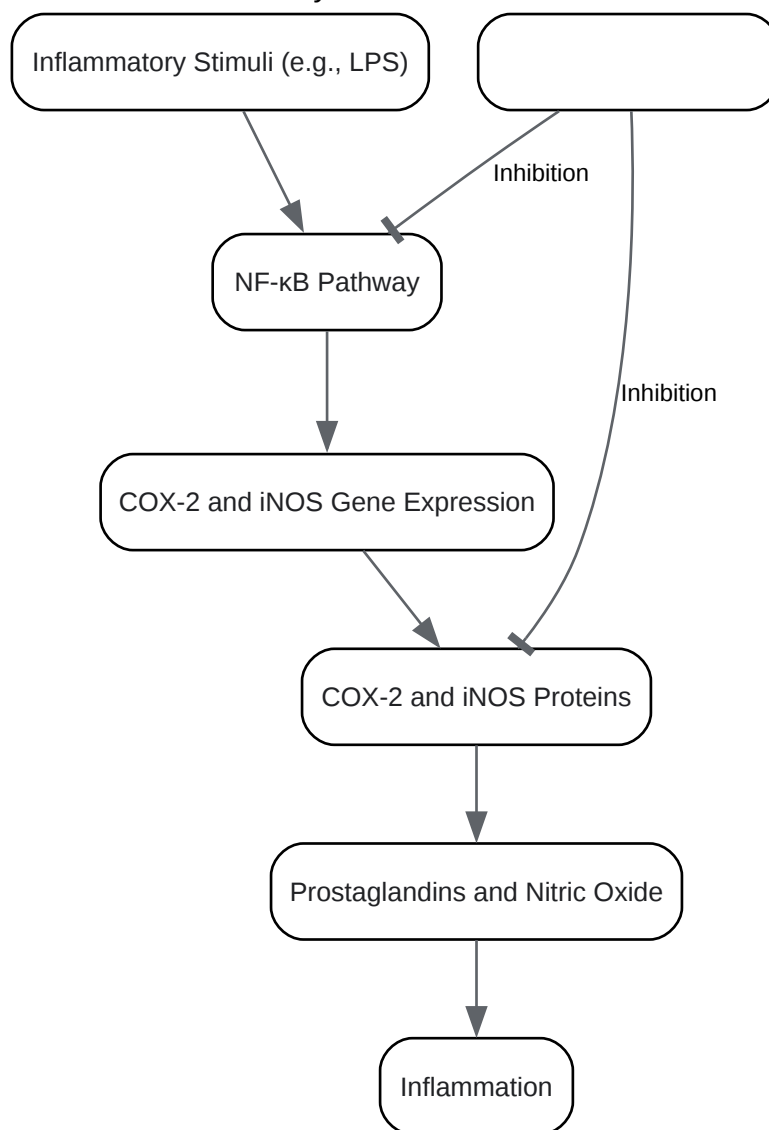 Inflammatory Stimuli (e.g., LPS)
Inhibition
NF-κB Pathway
Inhibition
COX-2 and iNOS Gene Expression
COX-2 and iNOS Proteins
Prostaglandins and Nitric Oxide
Inflammation